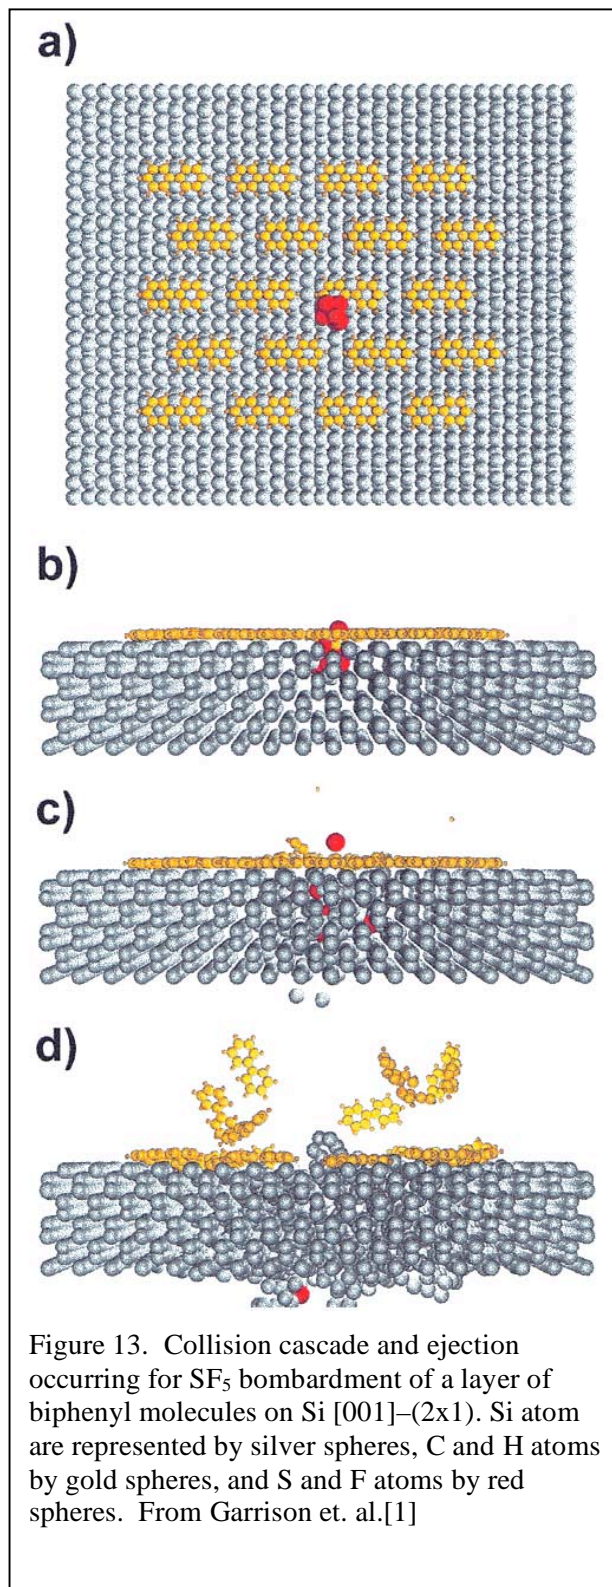 a)
b)
c)
d)
Figure 13.  Collision cascade and ejection
occurring for SF₅ bombardment of a layer of
biphenyl molecules on Si [001]–(2x1). Si atom
are represented by silver spheres, C and H atoms
by gold spheres, and S and F atoms by red
spheres.  From Garrison et. al.[1]